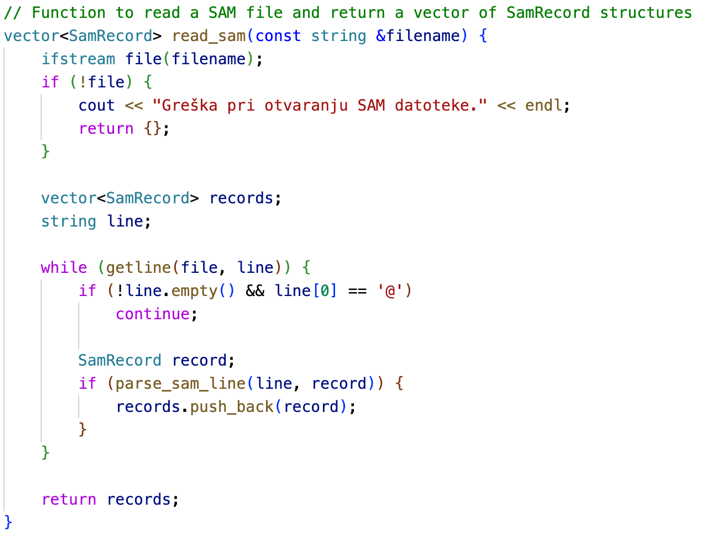 // Function to read a SAM file and return a vector of SamRecord structures
vector<SamRecord> read_sam(const string &filename) {
    ifstream file(filename);
    if (!file) {
        cout << "Greška pri otvaranju SAM datoteke." << endl;
        return {};
    }

    vector<SamRecord> records;
    string line;

    while (getline(file, line)) {
        if (!line.empty() && line[0] == '@')
            continue;

        SamRecord record;
        if (parse_sam_line(line, record)) {
            records.push_back(record);
        }
    }

    return records;
}